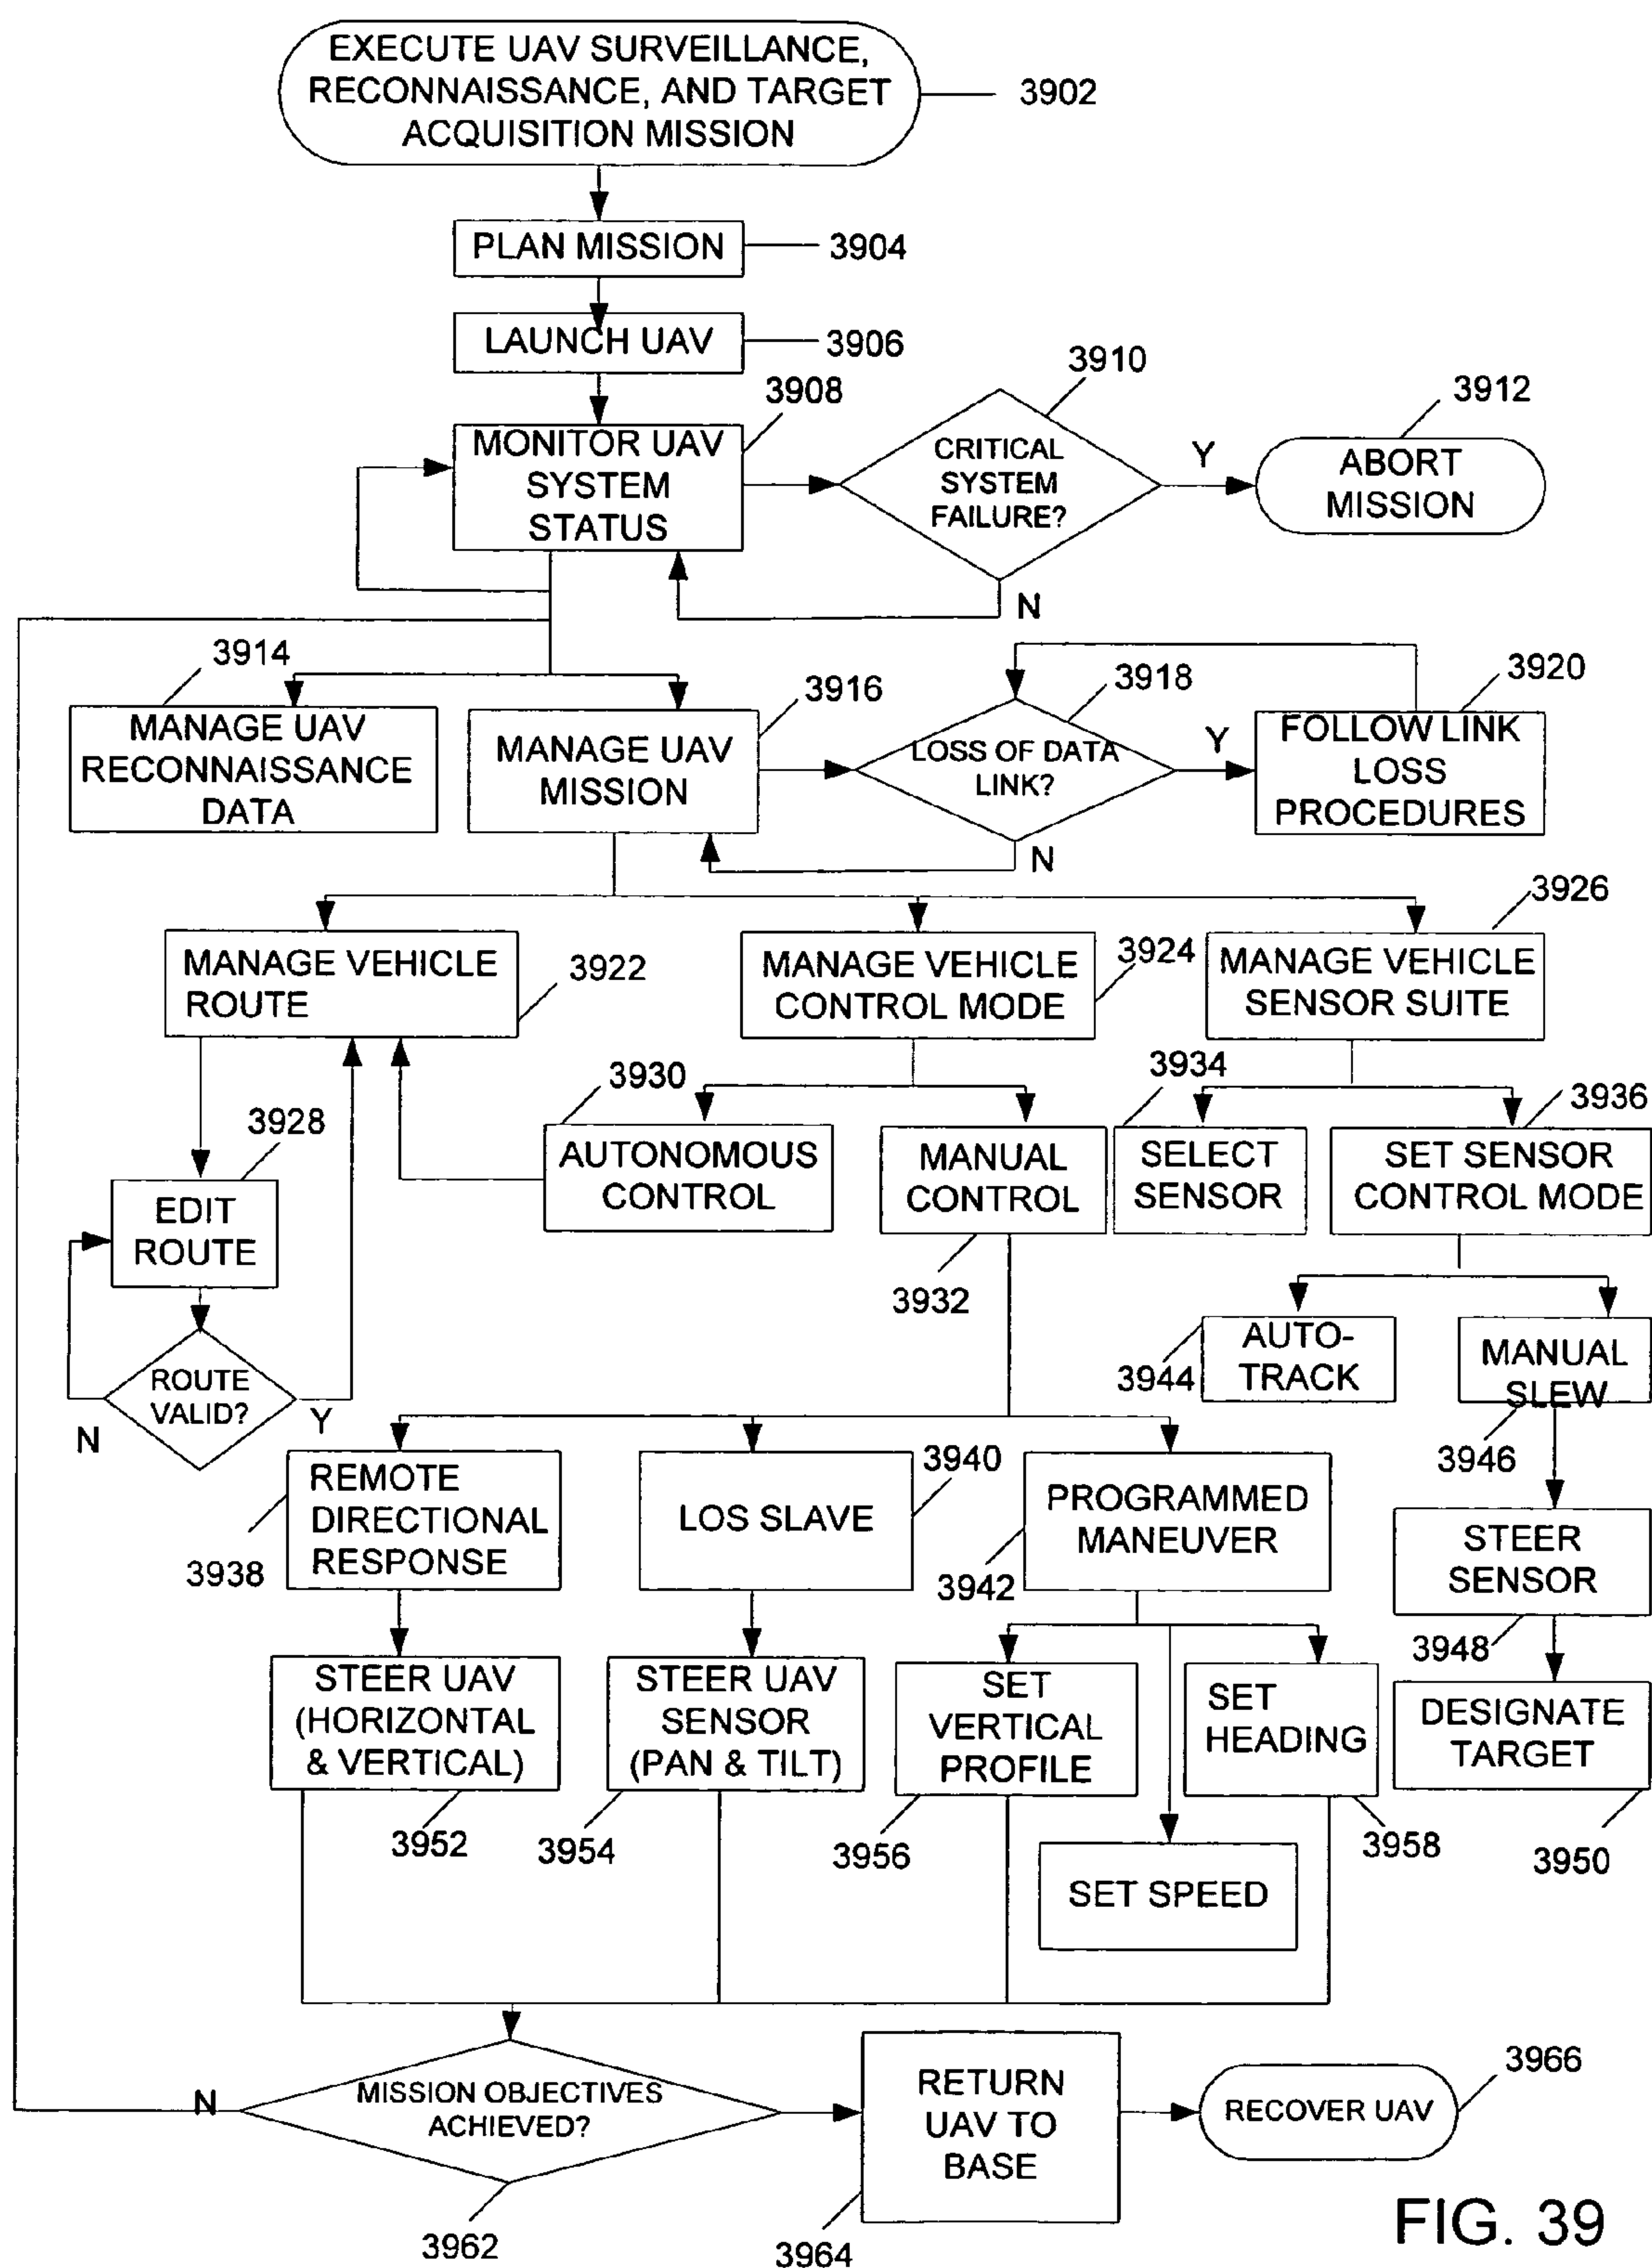 EXECUTE UAV SURVEILLANCE,
RECONNAISSANCE, AND TARGET
ACQUISITION MISSION
3902
PLAN MISSION
3904
LAUNCH UAV
3906
3908
MONITOR UAV
SYSTEM
STATUS
3910
CRITICAL
SYSTEM
FAILURE?
Y
N
3912
ABORT
MISSION
3914
MANAGE UAV
RECONNAISSANCE
DATA
3916
MANAGE UAV
MISSION
3918
LOSS OF DATA
LINK?
Y
N
3920
FOLLOW LINK
LOSS
PROCEDURES
MANAGE VEHICLE
ROUTE
3922
MANAGE VEHICLE
CONTROL MODE
3924
3926
MANAGE VEHICLE
SENSOR SUITE
3928
EDIT
ROUTE
ROUTE
VALID?
N
Y
3930
AUTONOMOUS
CONTROL
MANUAL
CONTROL
3932
3934
SELECT
SENSOR
3936
SET SENSOR
CONTROL MODE
AUTO-
TRACK
3944
MANUAL
SLEW
3946
REMOTE
DIRECTIONAL
RESPONSE
3938
LOS SLAVE
3940
PROGRAMMED
MANEUVER
3942
STEER
SENSOR
3948
STEER UAV
(HORIZONTAL
& VERTICAL)
3952
STEER UAV
SENSOR
(PAN & TILT)
3954
SET
VERTICAL
PROFILE
3956
SET
HEADING
3958
DESIGNATE
TARGET
3950
SET SPEED
N
MISSION OBJECTIVES
ACHIEVED?
3962
RETURN
UAV TO
BASE
3964
RECOVER UAV
3966
FIG. 39